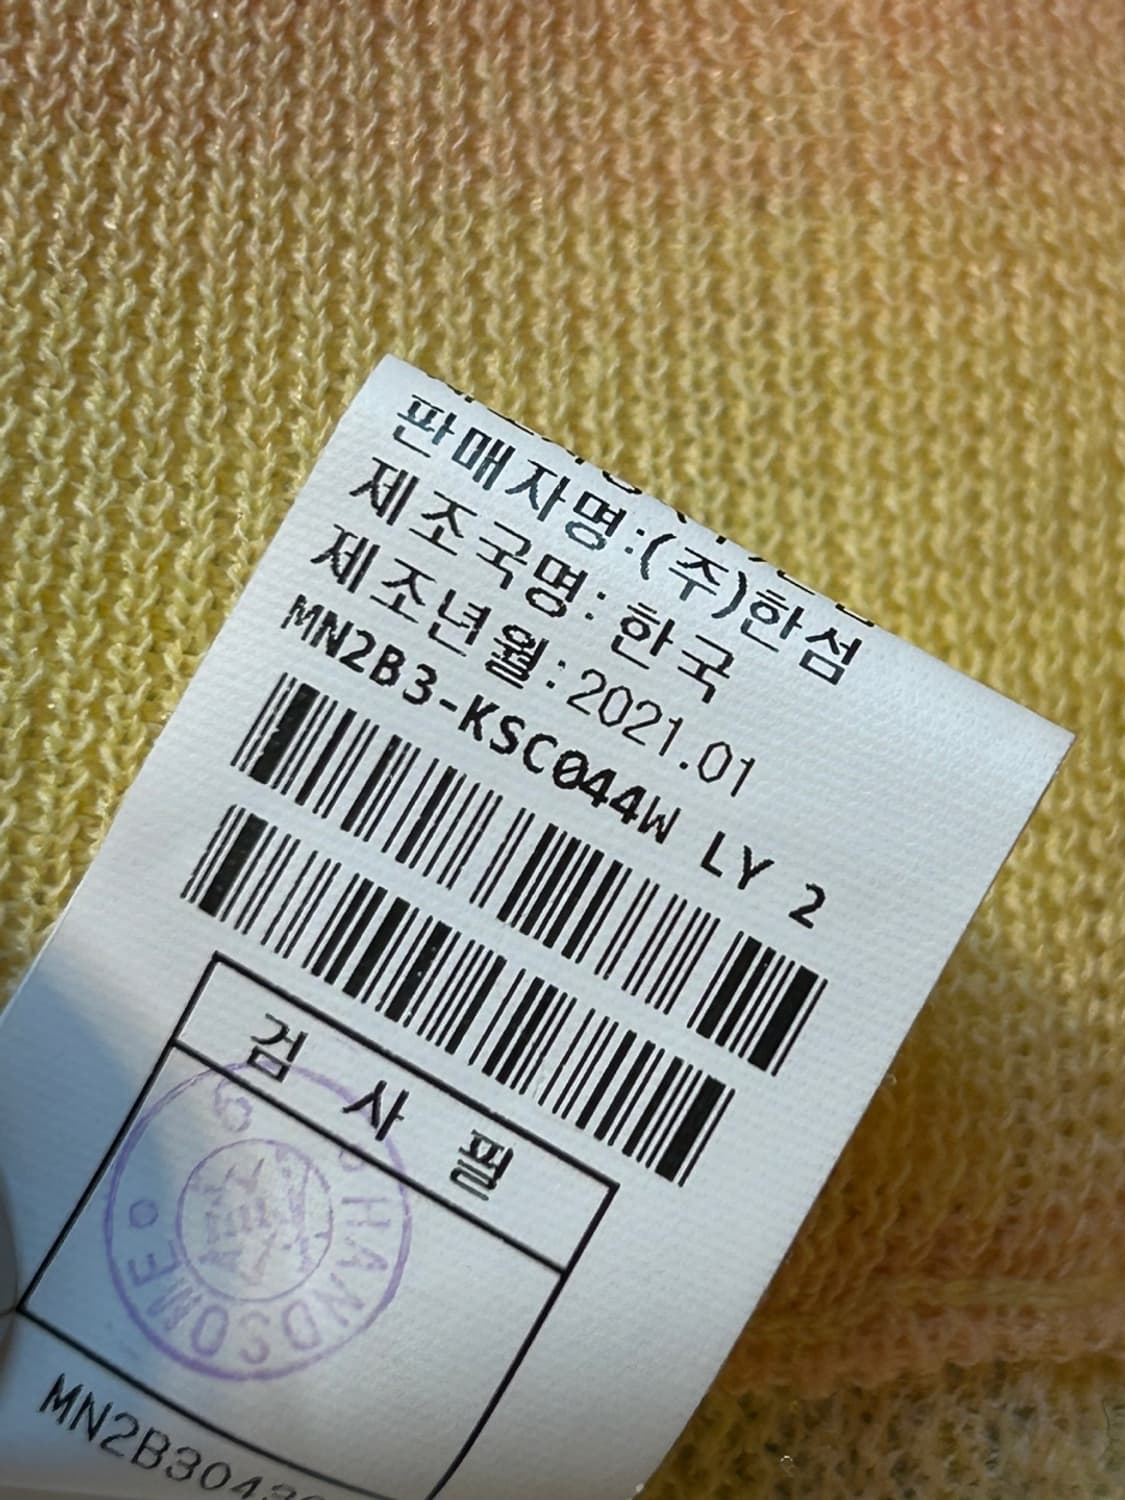 판매자명:(주)한섬
제조국명:한국
제조년월:2021.01
MN2B3-KSC044W LY 2
검 사 필
6
HANDSOME